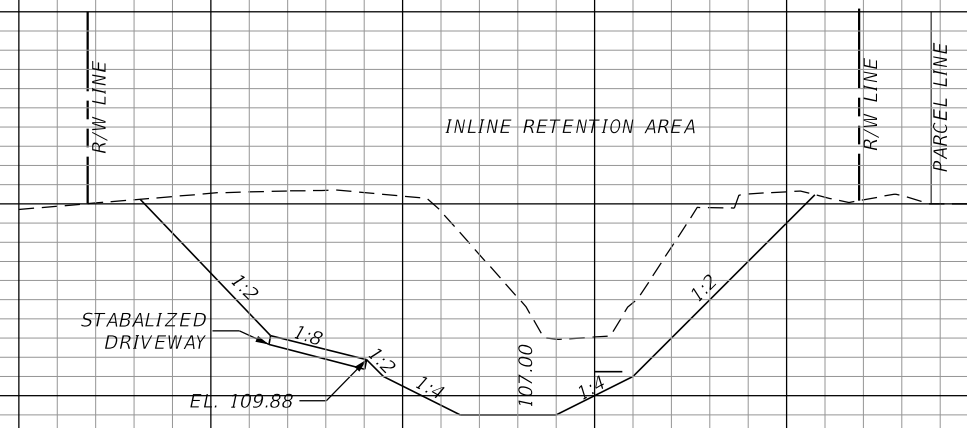 R/W LINE
R/W LINE
PARCEL LINE
INLINE RETENTION AREA
1:2
1:2
STABALIZED
DRIVEWAY
1:8
1:2
1:4
107.00
1:4
EL. 109.88